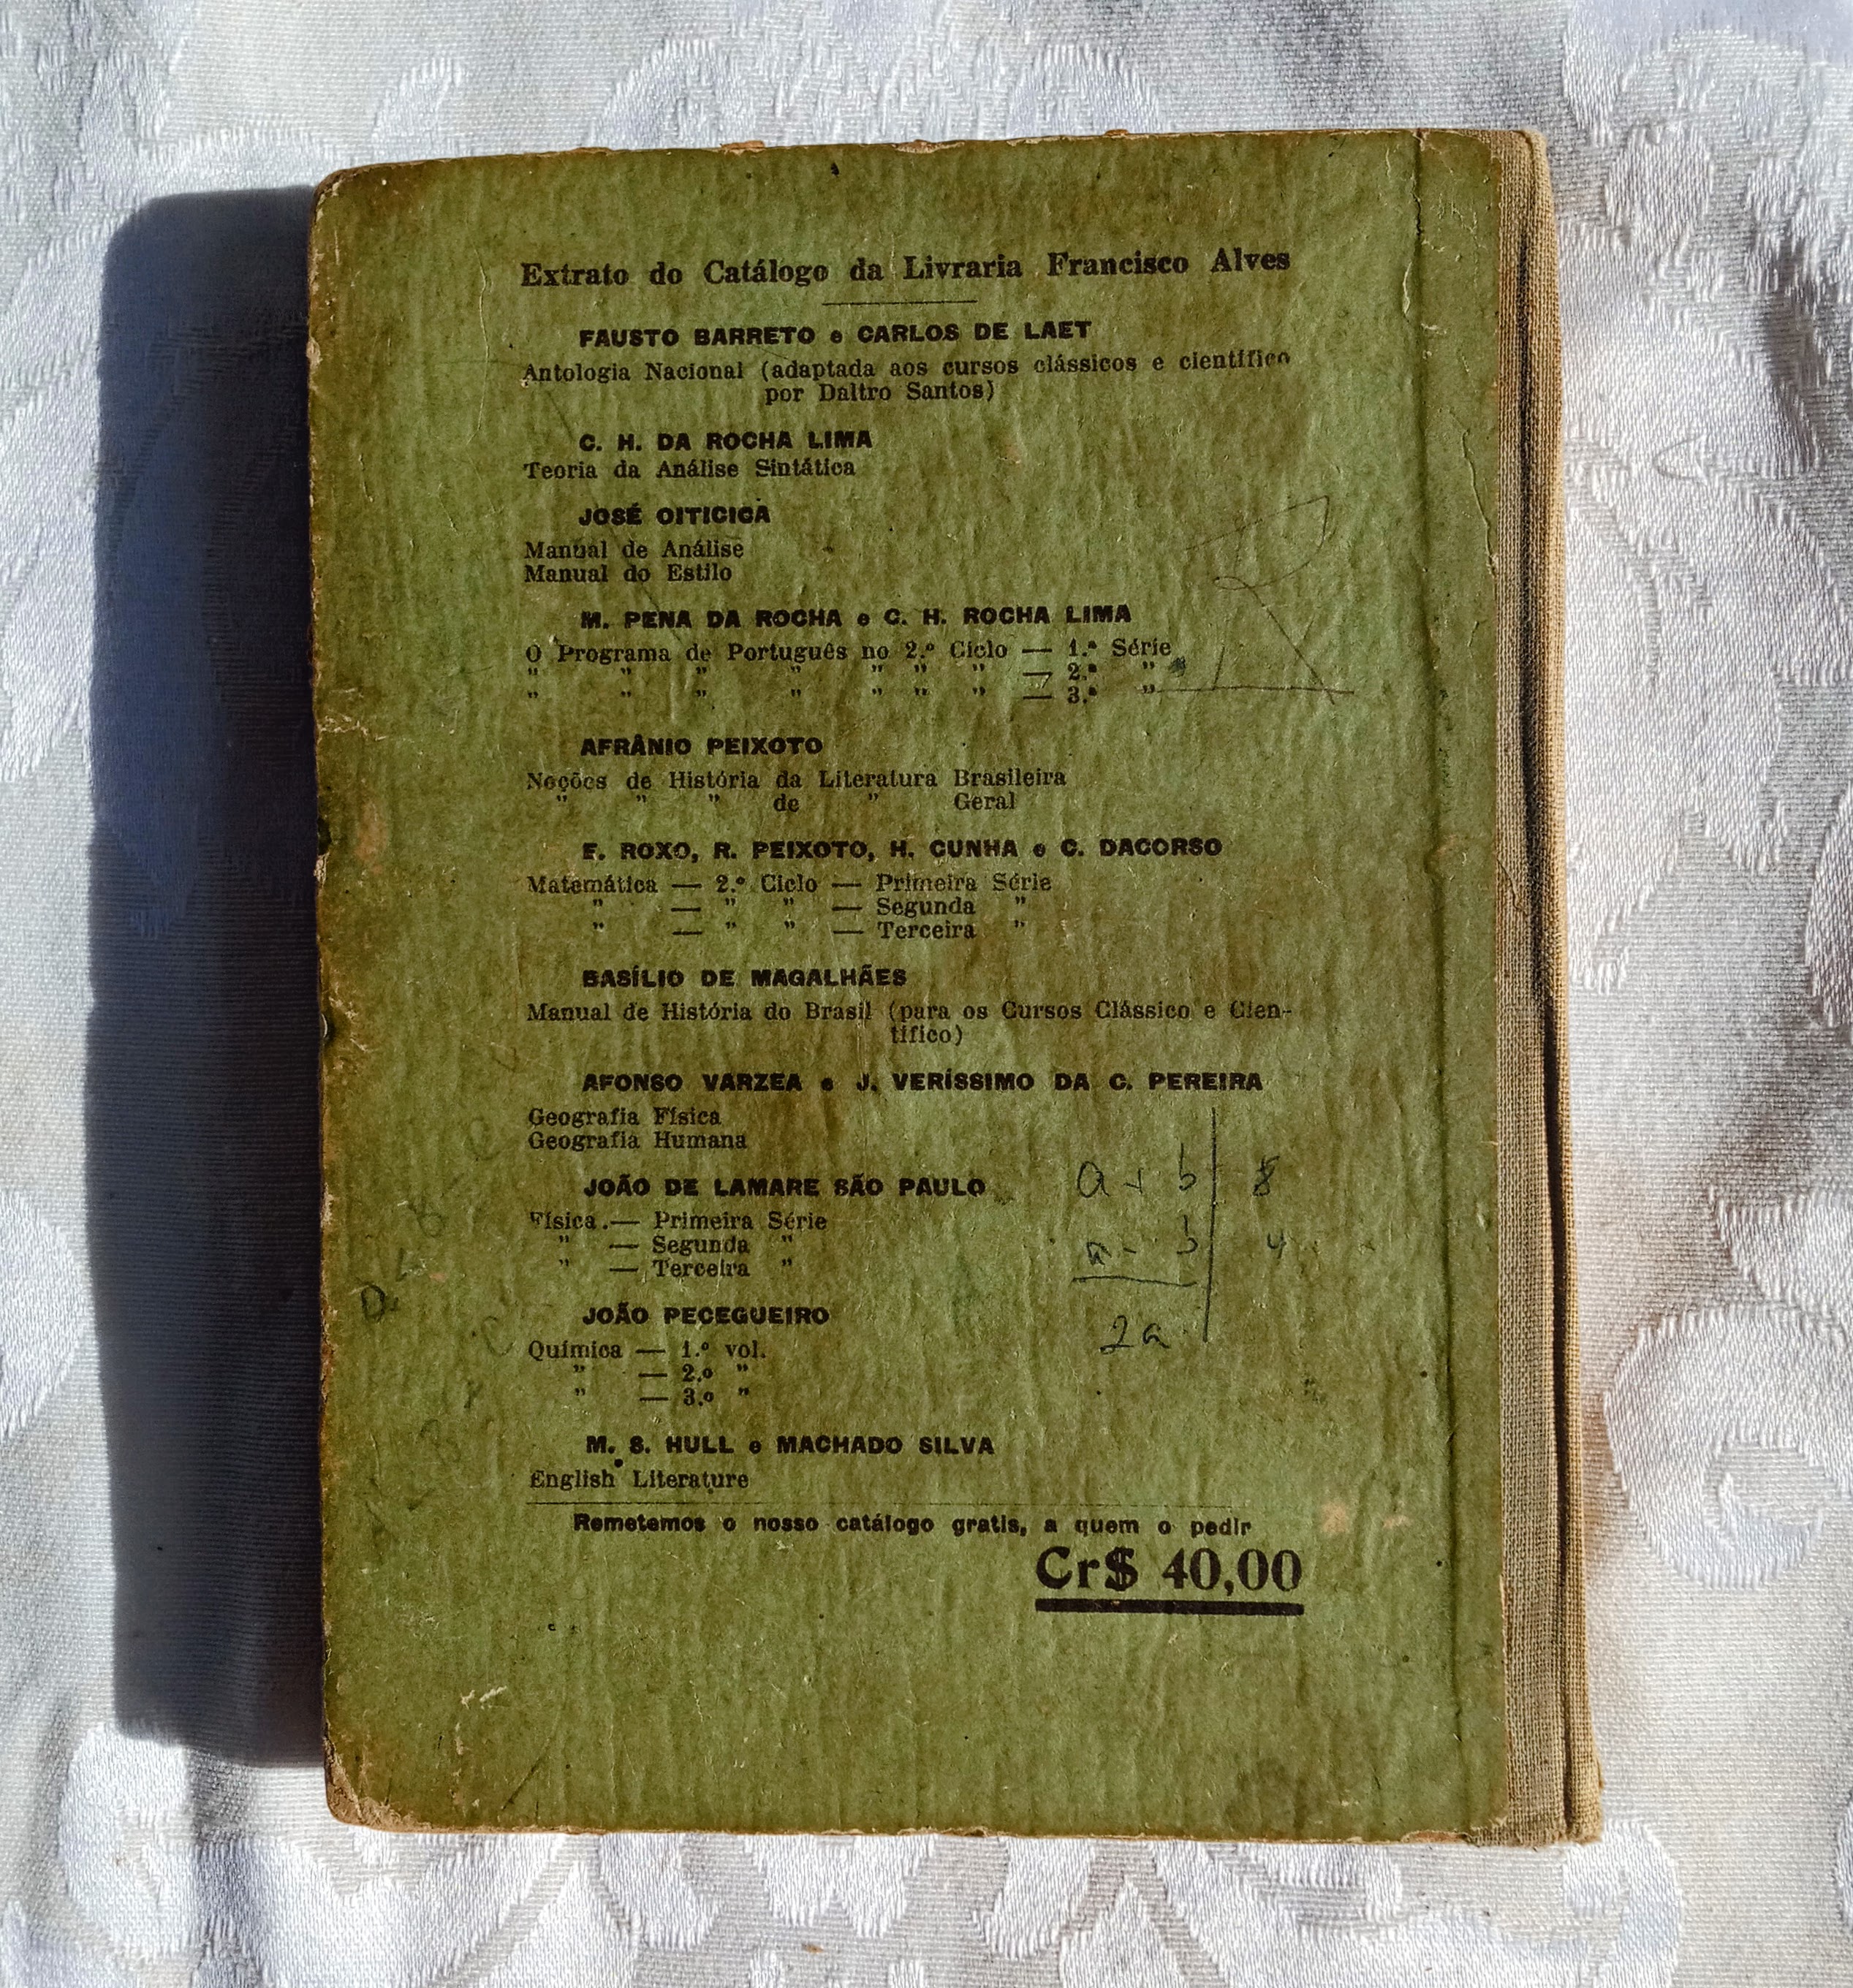 Extrato do Catálogo da Livraria Francisco Alves
FAUSTO BARRETO e CARLOS DE LAET
Antologia Nacional (adaptada aos cursos clássicos e científico
por Daltro Santos)
C. H. DA ROCHA LIMA
Teoria da Análise Sintática
JOSÉ OITICICA
Manual de Análise
Manual do Estilo
M. PENA DA ROCHA e C. H. ROCHA LIMA
O Programa de Português no 2.º Ciclo — 1.ª Série
" " " " " " " — 2.ª "
" " " " " " " — 3.ª "
AFRÂNIO PEIXOTO
Noções de História da Literatura Brasileira
" " " de " Geral
E. ROXO, R. PEIXOTO, H. CUNHA e C. DACORSO
Matemática — 2.º Ciclo — Primeira Série
" — " " — Segunda "
" — " " — Terceira "
BASÍLIO DE MAGALHÃES
Manual de História do Brasil (para os Cursos Clássico e Cien-
tífico)
AFONSO VARZEA e J. VERÍSSIMO DA C. PEREIRA
Geografia Física
Geografia Humana
JOÃO DE LAMARE SÃO PAULO
Física — Primeira Série
" — Segunda "
" — Terceira "
a + b 8
a - b 4
2a
JOÃO PECEGUEIRO
Química — 1.º vol.
" — 2.º "
" — 3.º "
M. S. HULL e MACHADO SILVA
English Literature
Remetemos o nosso catálogo gratis, a quem o pedir
Cr$ 40,00